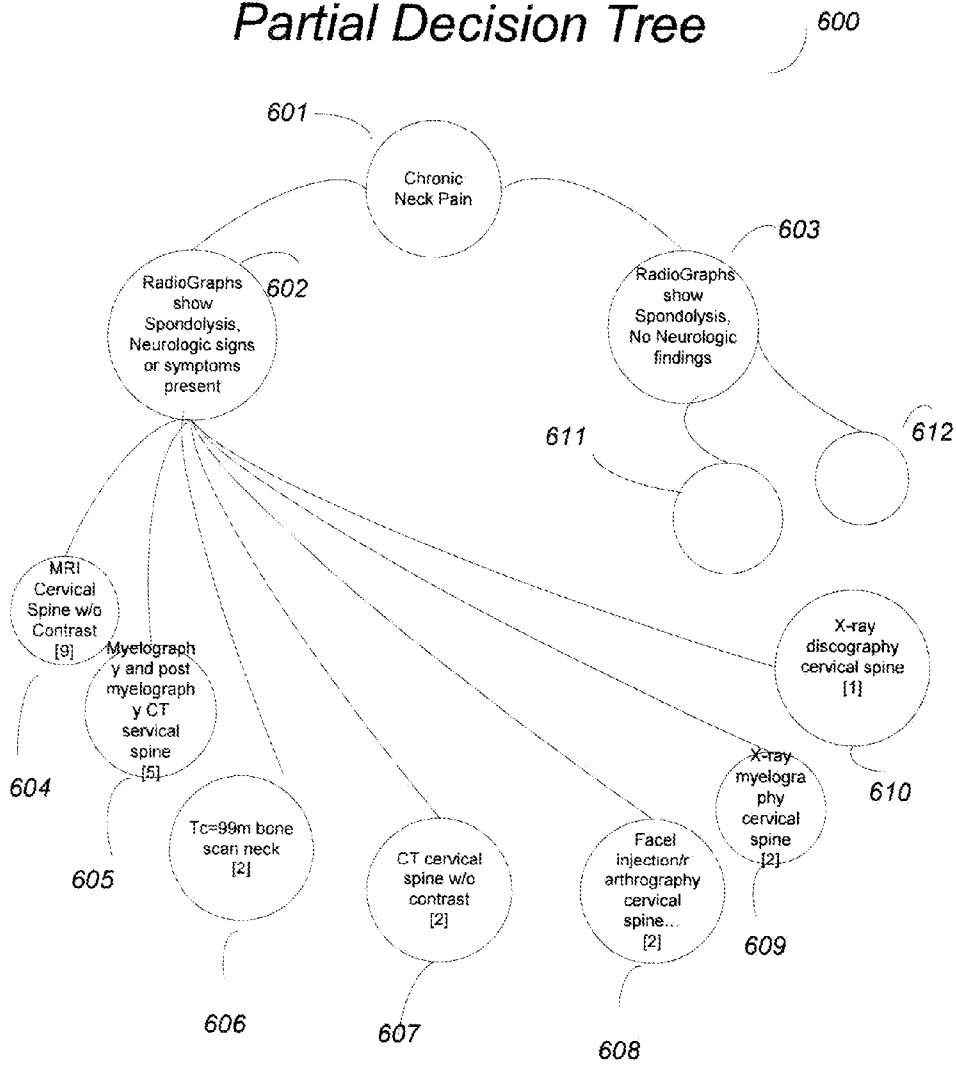 Partial Decision Tree
600
601
Chronic
Neck Pain
603
602
RadioGraphs
show
Spondolysis,
Neurologic signs
or symptoms
present
RadioGraphs
show
Spondolysis,
No Neurologic
findings
611
612
MRI
Cervical
Spine w/o
Contrast
[9]
604
Myelograph
y and post
myelograph
y CT
servical
spine
[5]
605
Tc=99m bone
scan neck
[2]
606
CT cervical
spine w/o
contrast
[2]
607
Facel
injection/r
arthrography
cervical
spine...
[2]
608
X-ray
myelogra
phy
cervical
spine
[2]
609
X-ray
discography
cervical spine
[1]
610